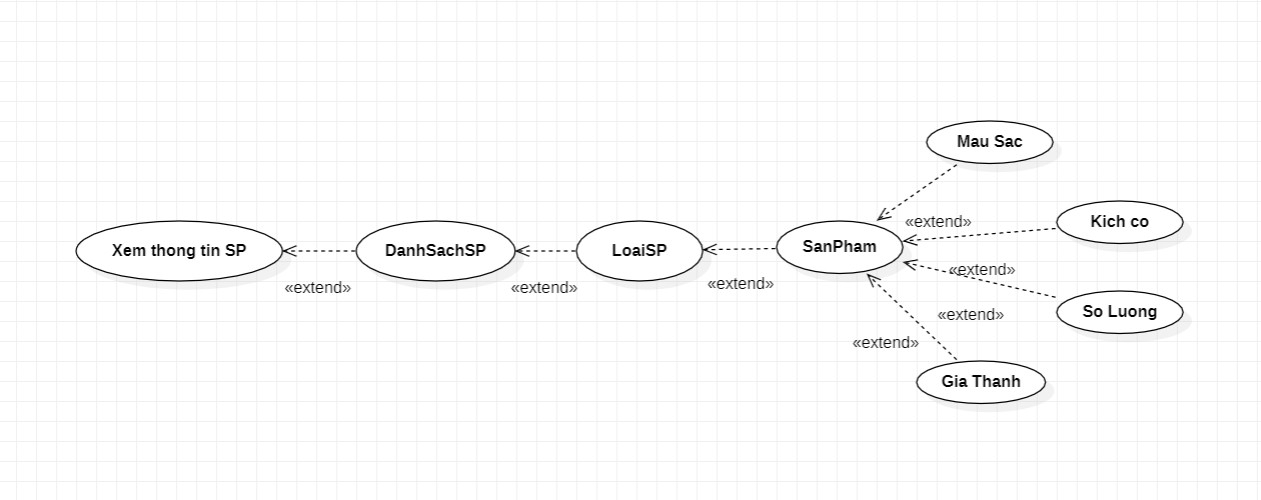 Mau Sac
«extend»
Kich co
Xem thong tin SP
DanhSachSP
LoaiSP
SanPham
«extend»
«extend»
«extend»
«extend»
So Luong
«extend»
«extend»
Gia Thanh